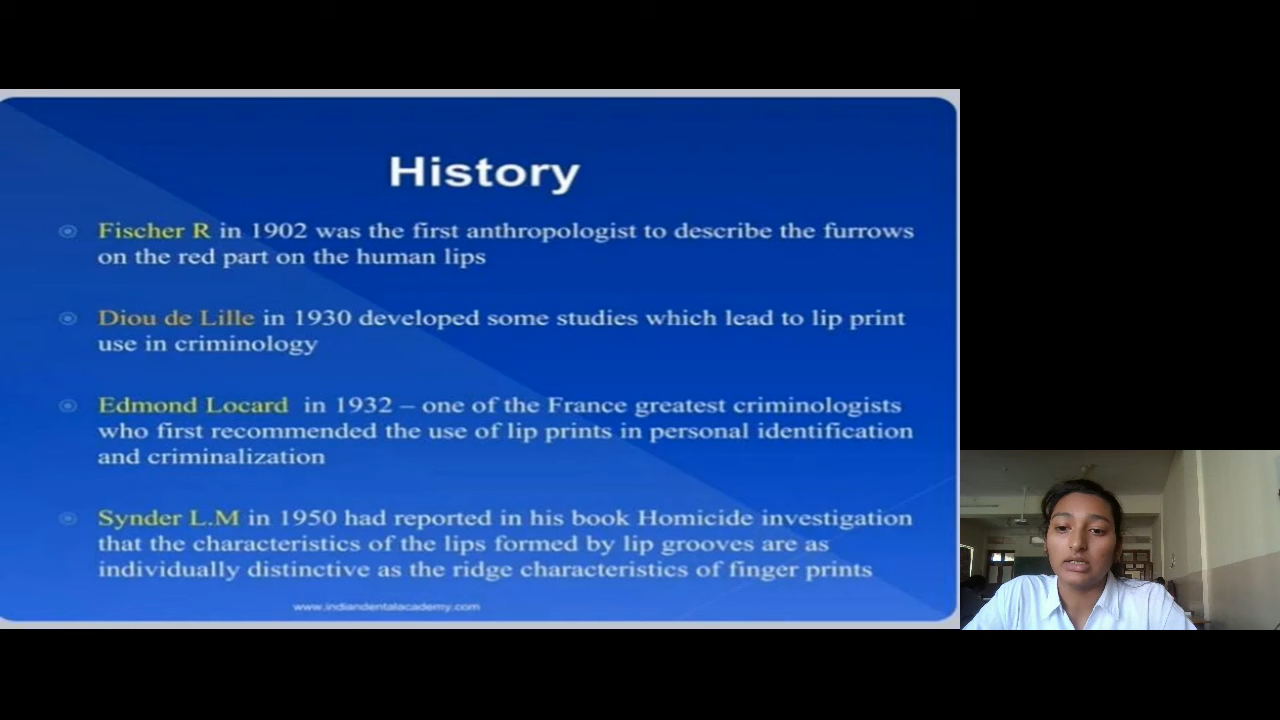 History
Fischer R in 1902 was the first anthropologist to describe the furrows
on the red part on the human lips
Diou de Lille in 1930 developed some studies which lead to lip print
use in criminology
Edmond Locard in 1932 – one of the France greatest criminologists
who first recommended the use of lip prints in personal identification
and criminalization
Synder L.M in 1950 had reported in his book Homicide investigation
that the characteristics of the lips formed by lip grooves are as
individually distinctive as the ridge characteristics of finger prints
www.indiandentalacademy.com